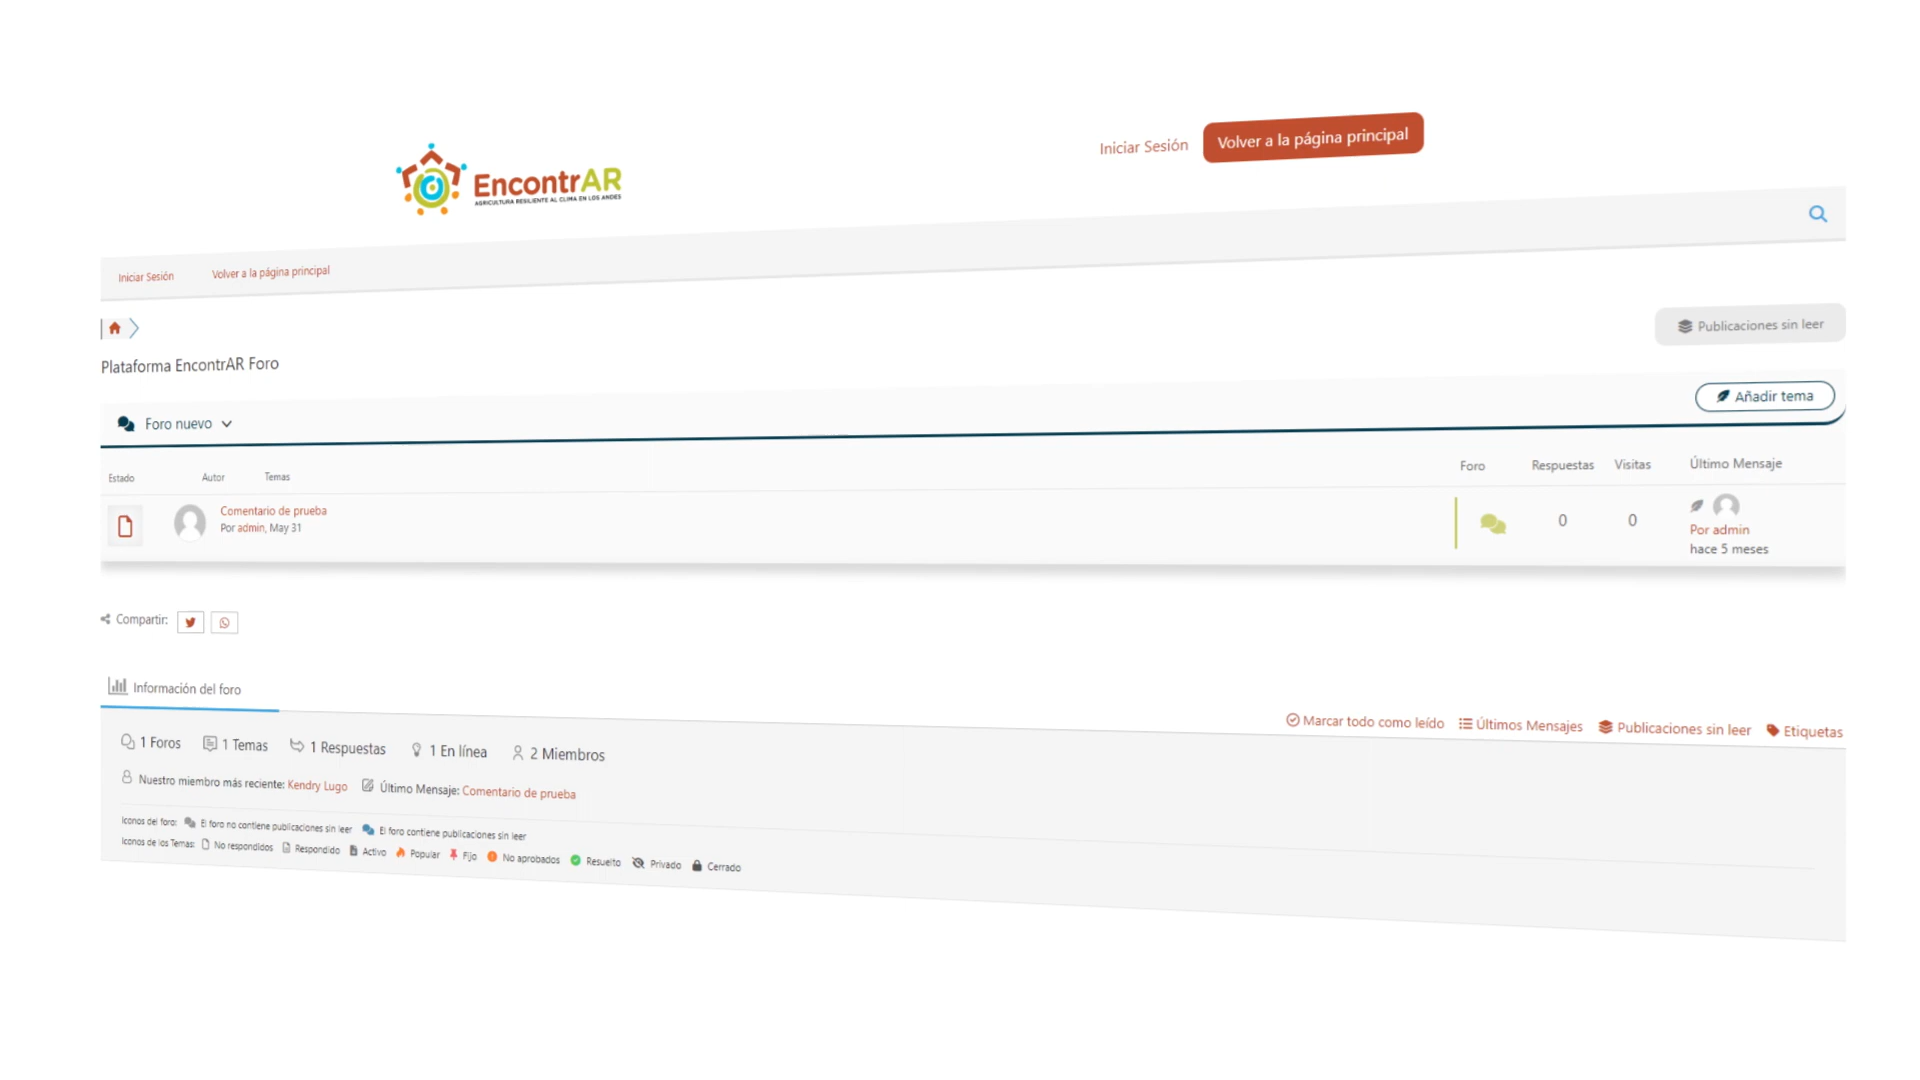 Iniciar Sesión Volver a la página principal
EncontrAR
AGRICULTURA RESILIENTE AL CLIMA EN LOS ANDES
Iniciar Sesión Volver a la página principal
Publicaciones sin leer
Plataforma EncontrAR Foro
Foro nuevo Añadir tema
Estado Autor Temas Foro Respuestas Visitas Último Mensaje
Comentario de prueba
Por admin, May 31
0 0
Por admin
hace 5 meses
Compartir:
Información del foro
Marcar todo como leído Últimos Mensajes Publicaciones sin leer Etiquetas
1 Foros 1 Temas 1 Respuestas 1 En línea 2 Miembros
Nuestro miembro más reciente: Kendry Lugo Último Mensaje: Comentario de prueba
Iconos del foro: El foro no contiene publicaciones sin leer El foro contiene publicaciones sin leer
Iconos de los Temas: No respondidos Respondido Activo Popular Fijo No aprobados Resuelto Privado Cerrado